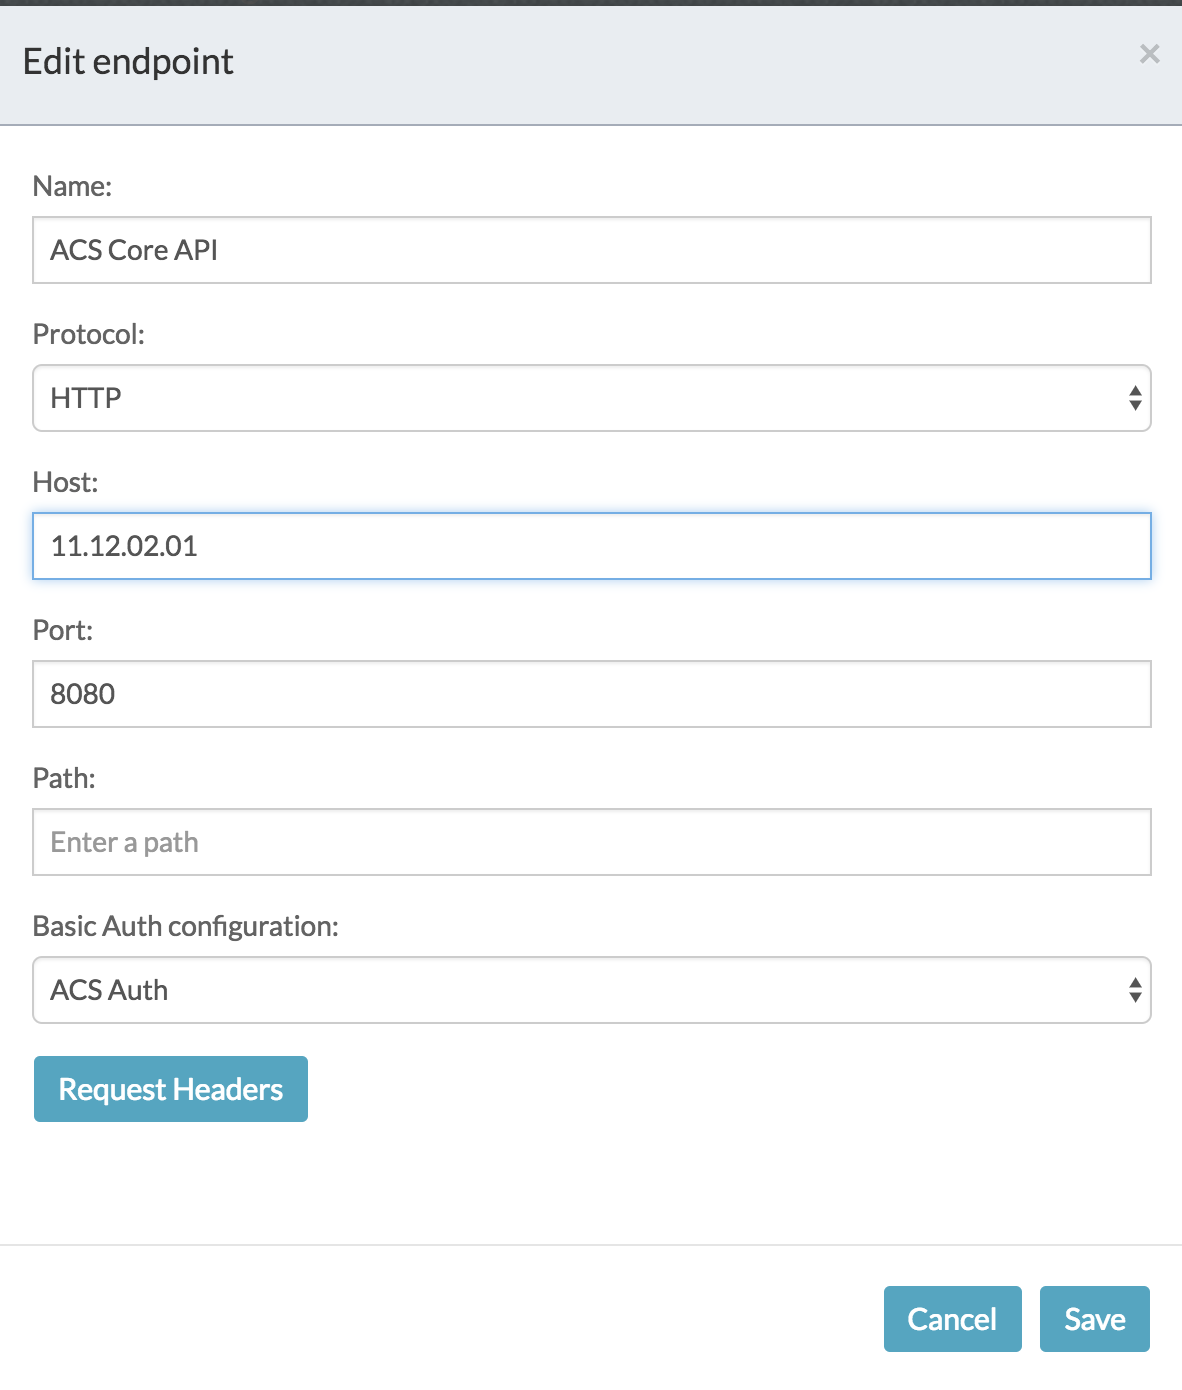 Edit endpoint
×
Name:
ACS Core API
Protocol:
HTTP
Host:
11.12.02.01
Port:
8080
Path:
Enter a path
Basic Auth configuration:
ACS Auth
Request Headers
Cancel Save